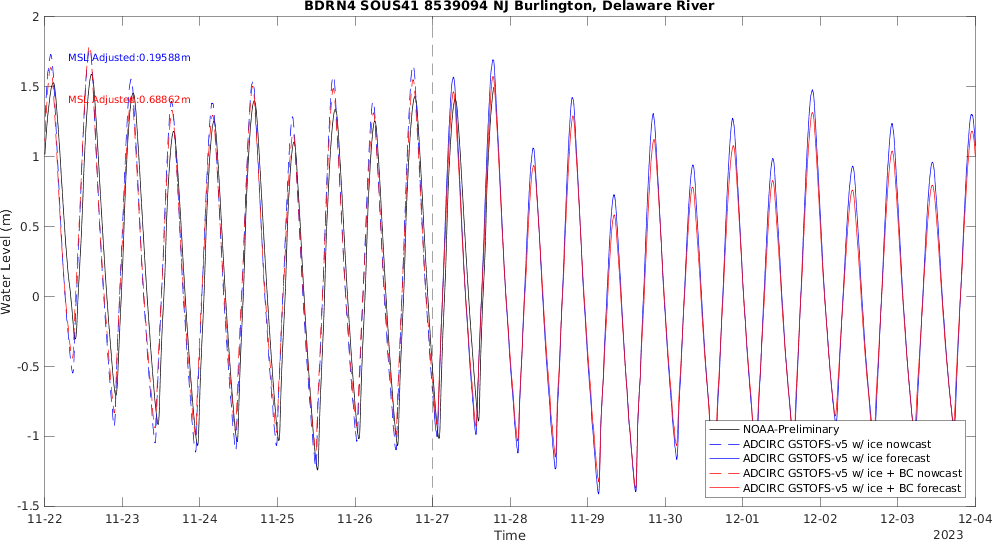 BDRN4 SOUS41 8539094 NJ Burlington, Delaware River
2
1.5
1
0.5
0
-0.5
-1
-1.5
Water Level (m)
MSL Adjusted:0.19588m
MSL Adjusted:0.68862m
NOAA-Preliminary
ADCIRC GSTOFS-v5 w/ ice nowcast
ADCIRC GSTOFS-v5 w/ ice forecast
ADCIRC GSTOFS-v5 w/ ice + BC nowcast
ADCIRC GSTOFS-v5 w/ ice + BC forecast
11-22 11-23 11-24 11-25 11-26 11-27 11-28 11-29 11-30 12-01 12-02 12-03 12-04
Time
2023